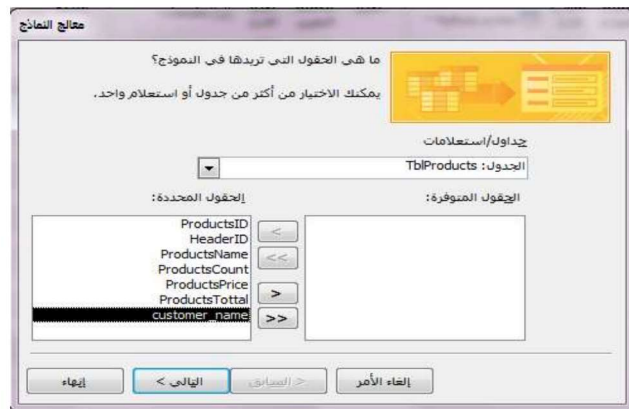 معالج النماذج
ما هي الحقول التي تريدها في النموذج؟
يمكنك الاختيار من أكثر من جدول أو استعلام واحد.
جداول/استعلامات
الجدول: TblProducts
الحقول المتوفرة:
الحقول المحددة:
ProductsID
HeaderID
ProductsName
ProductsCount
ProductsPrice
ProductsTottal
customer_name
<
<<
>
>>
إلغاء الأمر
< السابق
التالي >
إنهاء